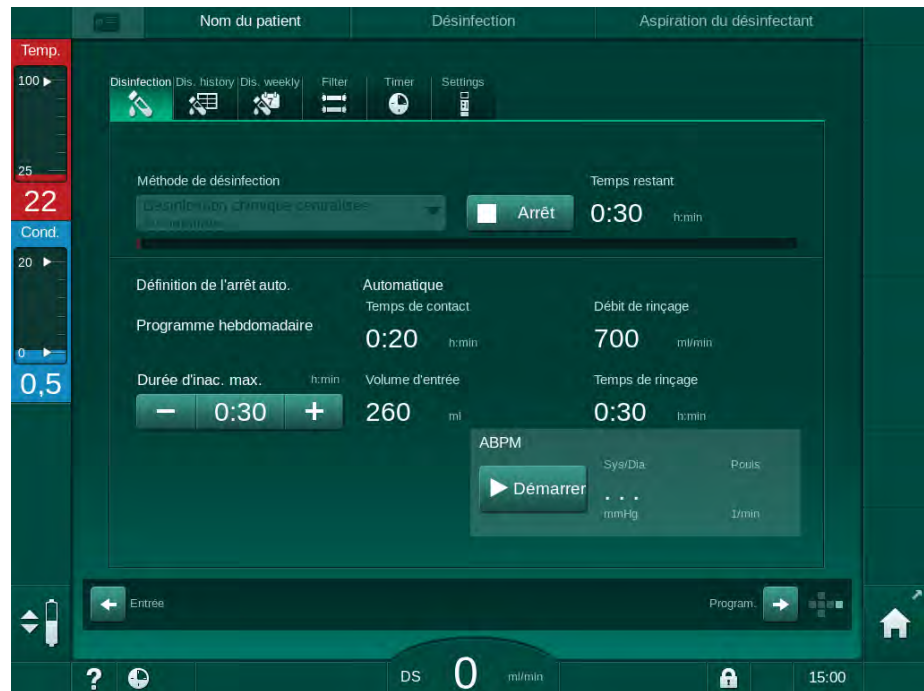 Nom du patient
Désinfection
Aspiration du désinfectant
Temp.
100
25
22
Cond.
20
0
0,5
Disinfection
Dis. history
Dis. weekly
Filter
Timer
Settings
Méthode de désinfection
Temps restant
Désinfection chimique centralisée
Arrêt
0:30 h:min
Définition de l'arrêt auto.
Automatique
Temps de contact
Débit de rinçage
Programme hebdomadaire
0:20 h:min
700 ml/min
Durée d'inac. max. h:min
Volume d'entrée
Temps de rinçage
0:30
260 ml
0:30 h:min
ABPM
Sys/Dia
Pouls
Démarrer
. . .
mmHg
1/min
Entrée
Program.
?
DS 0 ml/min
15:00